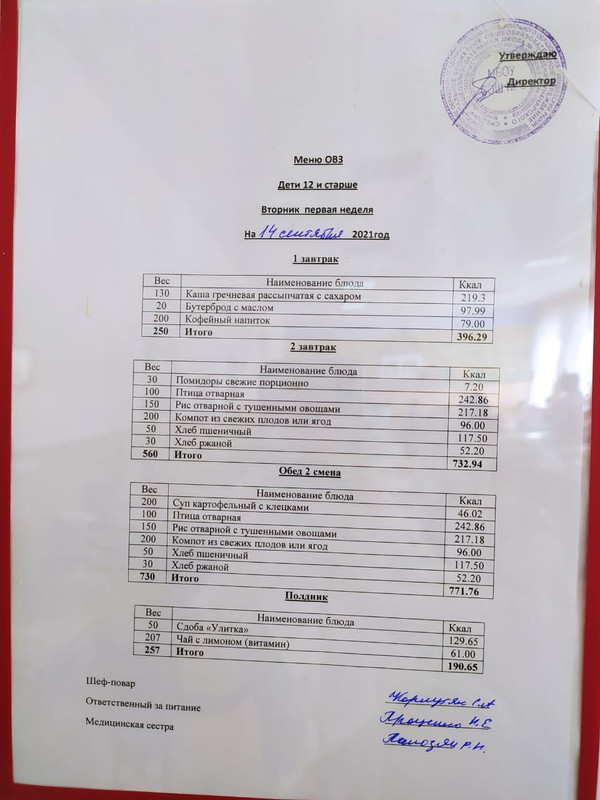 Утверждаю
МБОУ
Директор
Меню ОВЗ
Дети 12 и старше
Вторник первая неделя
На 14 сентября 2021год
1 завтрак
Вес Наименование блюда Ккал
130 Каша гречневая рассыпчатая с сахаром 219.3
20 Бутерброд с маслом 97.99
200 Кофейный напиток 79.00
250 Итого 396.29
2 завтрак
Вес Наименование блюда Ккал
30 Помидоры свежие порционно 7.20
100 Птица отварная 242.86
150 Рис отварной с тушенными овощами 217.18
200 Компот из свежих плодов или ягод 96.00
50 Хлеб пшеничный 117.50
30 Хлеб ржаной 52.20
560 Итого 732.94
Обед 2 смена
Вес Наименование блюда Ккал
200 Суп картофельный с клецками 46.02
100 Птица отварная 242.86
150 Рис отварной с тушенными овощами 217.18
200 Компот из свежих плодов или ягод 96.00
50 Хлеб пшеничный 117.50
30 Хлеб ржаной 52.20
730 Итого 771.76
Полдник
Вес Наименование блюда Ккал
50 Сдоба «Улитка» 129.65
207 Чай с лимоном (витамин) 61.00
257 Итого 190.65
Шеф-повар
Ответственный за питание
Медицинская сестра